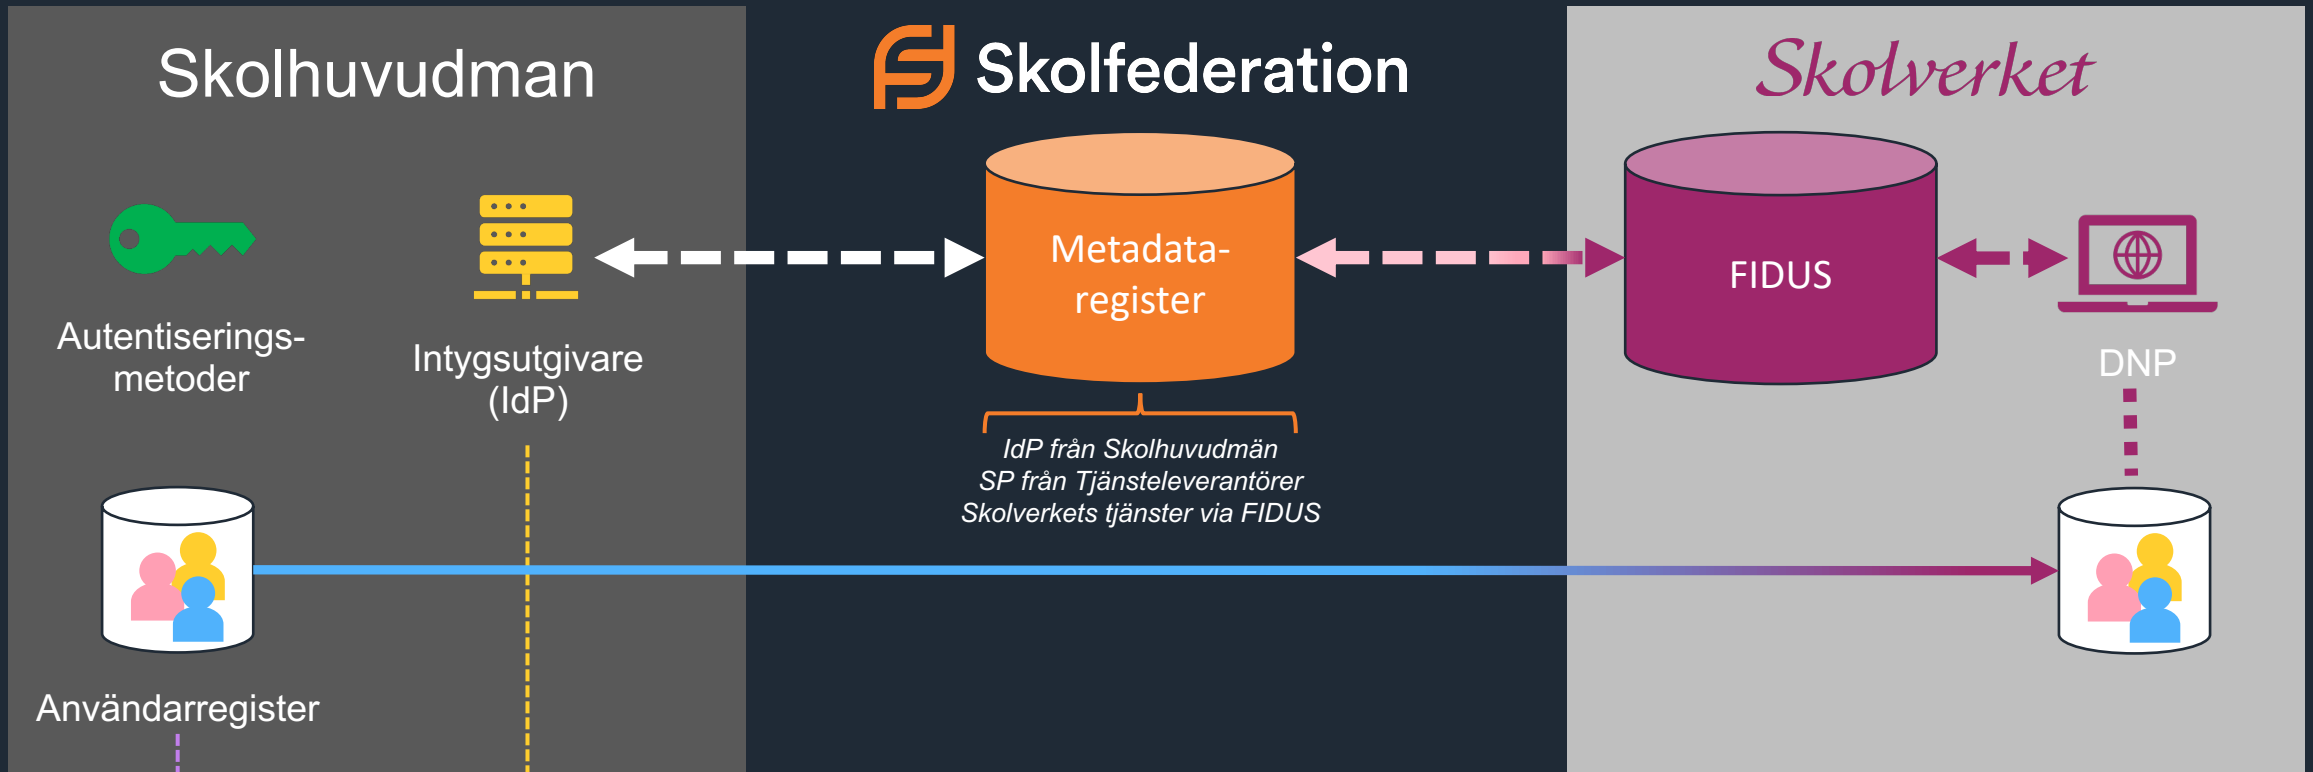 Skolhuvudman
Skolfederation
Skolverket
Autentiserings-
metoder
Intygsutgivare
(IdP)
Metadata-
register
FIDUS
DNP
IdP från Skolhuvudmän
SP från Tjänsteleverantörer
Skolverkets tjänster via FIDUS
Användarregister